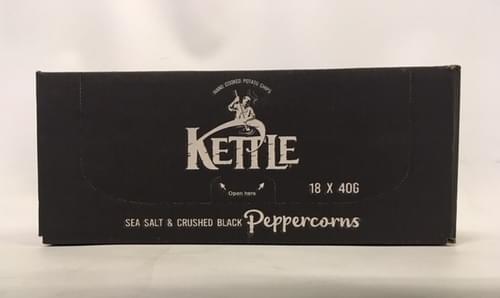 HAND COOKED POTATO CHIPS
KETTLE
Open here
18 X 40G
SEA SALT & CRUSHED BLACK Peppercorns